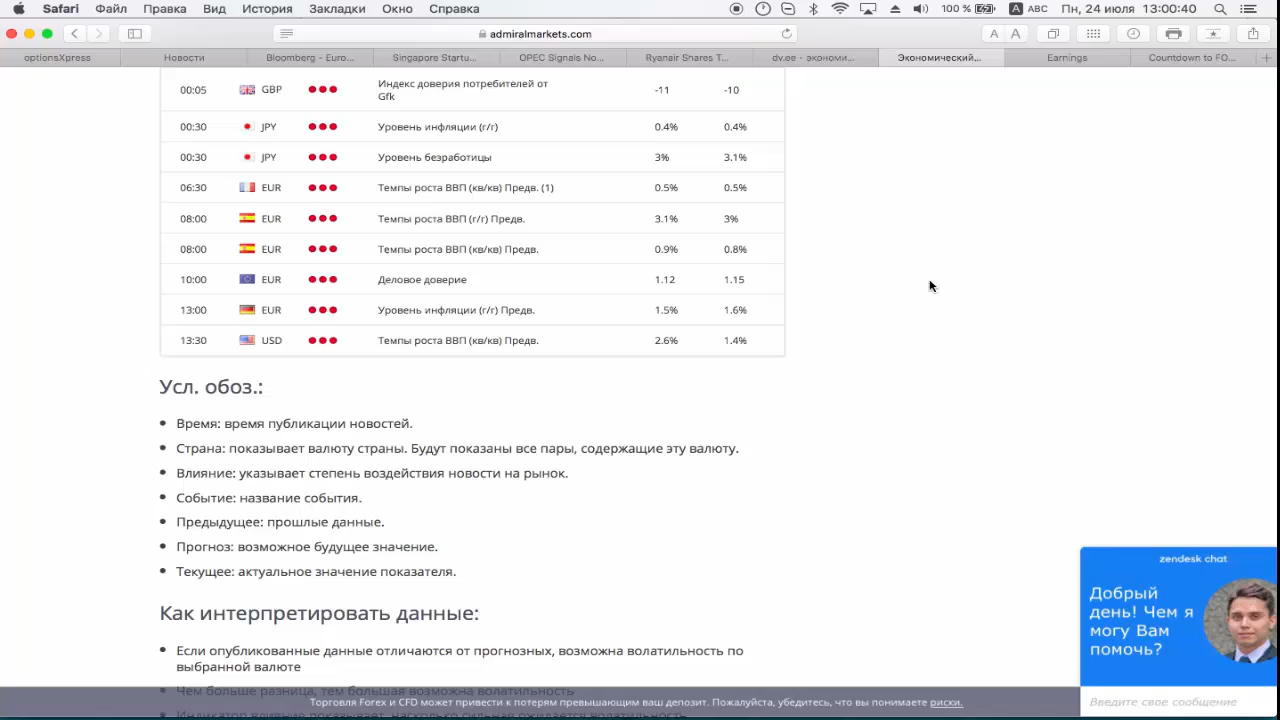 Safari Файл Правка Вид История Закладки Окно Справка 100 % A ABC Пн, 24 июля 13:00:40
admiralmarkets.com A A
optionsXpress Новости Bloomberg - Euro... Singapore Startu... OPEC Signals No... Ryanair Shares T... dv.ee - экономи... Экономический... Earnings Countdown to FO...
00:05 GBP Индекс доверия потребителей от -11 -10
Gfk
00:30 JPY Уровень инфляции (г/г) 0.4% 0.4%
00:30 JPY Уровень безработицы 3% 3.1%
06:30 EUR Темпы роста ВВП (кв/кв) Предв. (1) 0.5% 0.5%
08:00 EUR Темпы роста ВВП (г/г) Предв. 3.1% 3%
08:00 EUR Темпы роста ВВП (кв/кв) Предв. 0.9% 0.8%
10:00 EUR Деловое доверие 1.12 1.15
13:00 EUR Уровень инфляции (г/г) Предв. 1.5% 1.6%
13:30 USD Темпы роста ВВП (кв/кв) Предв. 2.6% 1.4%
Усл. обоз.:
• Время: время публикации новостей.
• Страна: показывает валюту страны. Будут показаны все пары, содержащие эту валюту.
• Влияние: указывает степень воздействия новости на рынок.
• Событие: название события.
• Предыдущее: прошлые данные.
• Прогноз: возможное будущее значение.
• Текущее: актуальное значение показателя.
Как интерпретировать данные:
• Если опубликованные данные отличаются от прогнозных, возможна волатильность по
выбранной валюте
• Чем больше разница, тем большая возможна волатильность
Торговля Forex и CFD может привести к потерям превышающим ваш депозит. Пожалуйста, убедитесь, что вы понимаете риски.
• Индикатор влияние показывает, насколько сильная ожидается волатильность
zendesk chat
Добрый
день! Чем я
могу Вам
помочь?
Введите свое сообщение